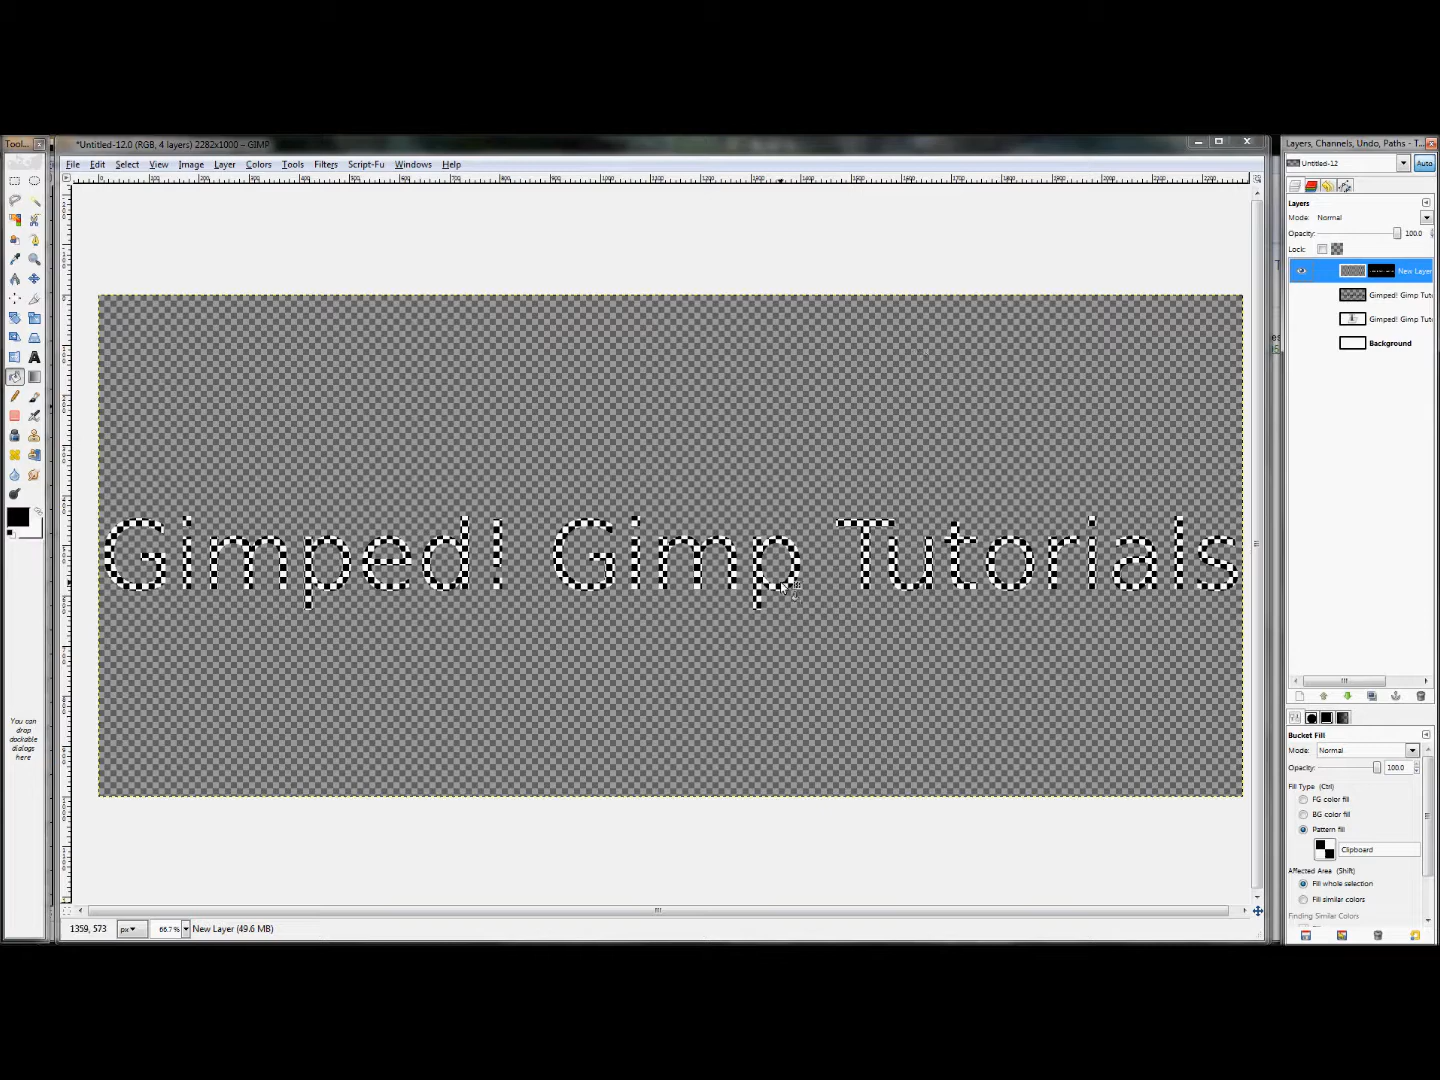 Tool...
*Untitled-12.0 (RGB, 4 layers) 2282x1000 – GIMP
Layers, Channels, Undo, Paths - T...
File Edit Select View Image Layer Colors Tools Filters Script-Fu Windows Help
Untitled-12
Auto
Layers
Mode: Normal
Opacity: 100.0
Lock:
New Layer
Gimped! Gimp Tut
Gimped! Gimp Tut
Background
Gimped! Gimp Tutorials
You can
drop
dockable
dialogs
here
Bucket Fill
Mode: Normal
Opacity: 100.0
Fill Type (Ctrl)
FG color fill
BG color fill
Pattern fill
Clipboard
Affected Area (Shift)
Fill whole selection
Fill similar colors
Finding Similar Colors
1359, 573 px 66.7 % New Layer (49.6 MB)